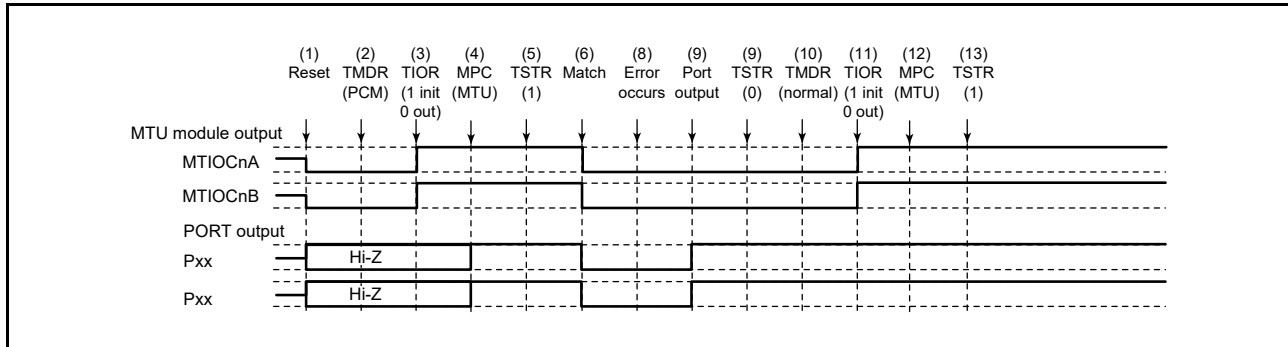 (1) (2) (3) (4) (5) (6) (8) (9) (9) (10) (11) (12) (13)
Reset TMDR TIOR MPC TSTR Match Error Port TSTR TMDR TIOR MPC TSTR
(PCM) (1 init (MTU) (1) occurs output (0) (normal) (1 init (MTU) (1)
0 out) 0 out)
MTU module output
MTIOCnA
MTIOCnB
PORT output
Pxx Hi-Z
Pxx Hi-Z